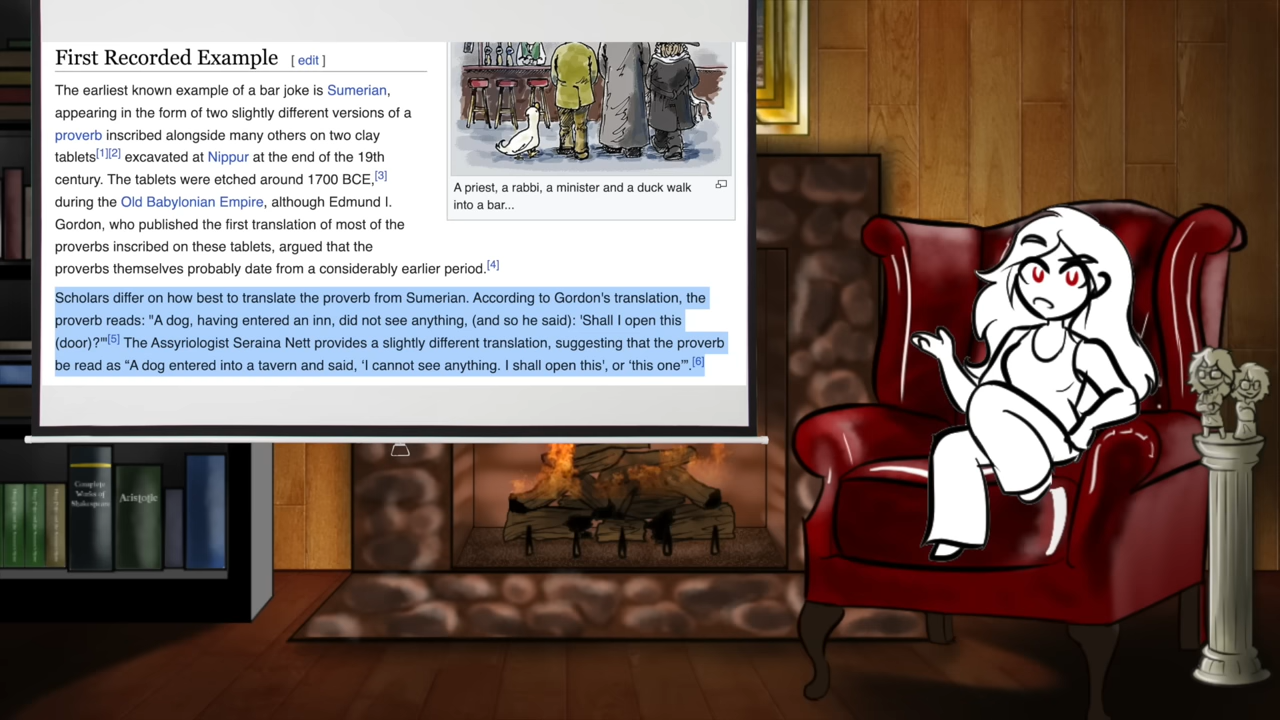 First Recorded Example [ edit ]
The earliest known example of a bar joke is Sumerian,
appearing in the form of two slightly different versions of a
proverb inscribed alongside many others on two clay
tablets[1][2] excavated at Nippur at the end of the 19th
century. The tablets were etched around 1700 BCE,[3]
during the Old Babylonian Empire, although Edmund I.
Gordon, who published the first translation of most of the
proverbs inscribed on these tablets, argued that the
proverbs themselves probably date from a considerably earlier period.[4]
A priest, a rabbi, a minister and a duck walk
into a bar...
Scholars differ on how best to translate the proverb from Sumerian. According to Gordon's translation, the
proverb reads: "A dog, having entered an inn, did not see anything, (and so he said): 'Shall I open this
(door)?'"[5] The Assyriologist Seraina Nett provides a slightly different translation, suggesting that the proverb
be read as “A dog entered into a tavern and said, ‘I cannot see anything. I shall open this’, or ‘this one’”.[6]
Complete
Works of
Shakespeare
Aristotle